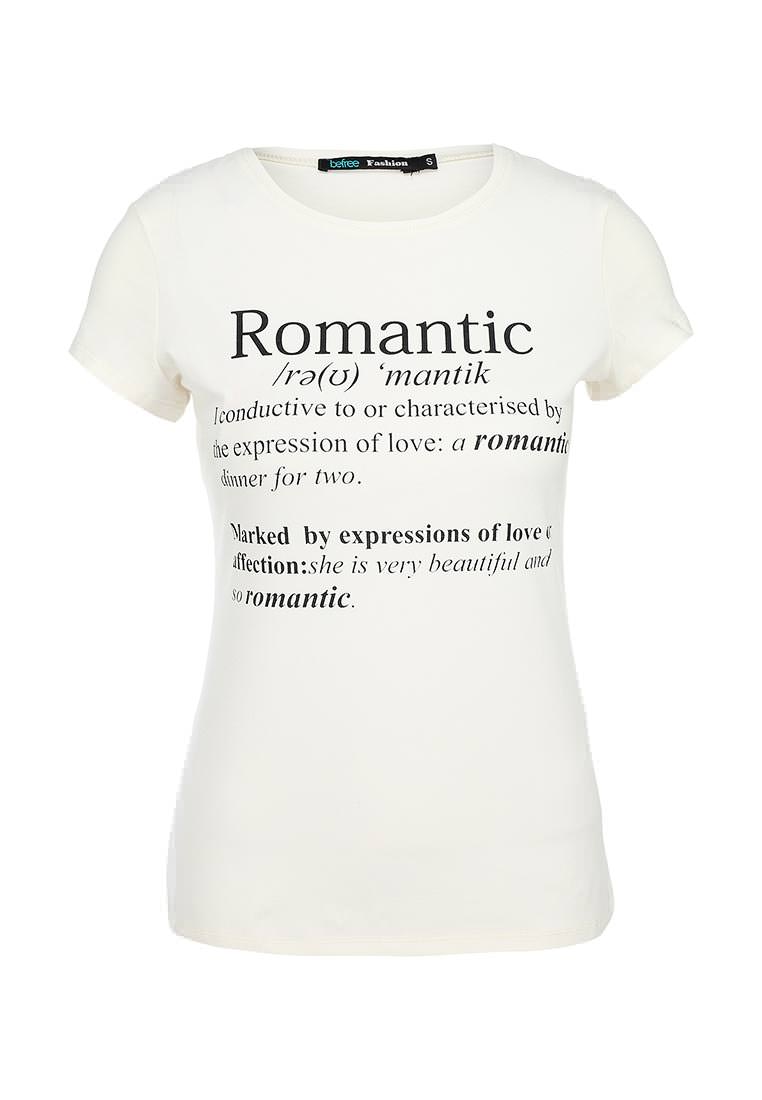 befree Fashion S
Romantic
/rə(ʊ) ‘mantik
1 conductive to or characterised by
the expression of love: a romantic
dinner for two.
Marked by expressions of love
affection:she is very beautiful and
so romantic.